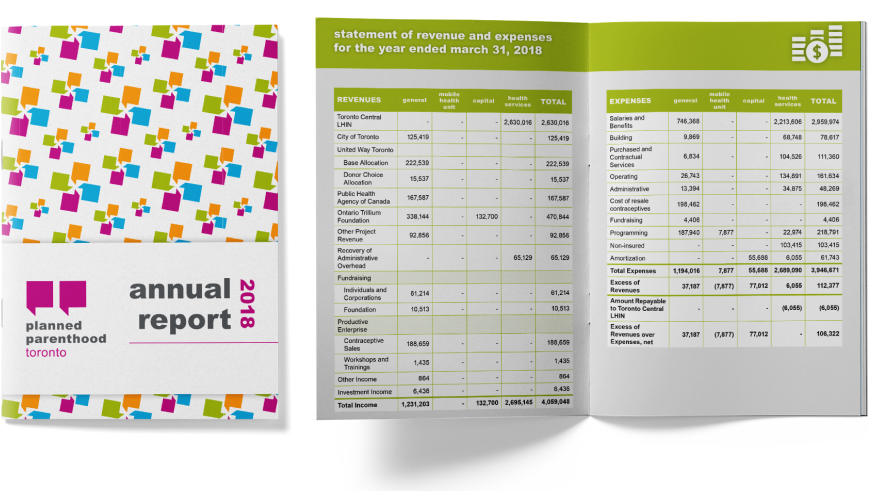 annual
report
2018
planned
parenthood
toronto
statement of revenue and expenses
for the year ended march 31, 2018
REVENUES general mobile health unit capital health services TOTAL
Toronto Central LHIN - - - 2,630,016 2,630,016
City of Toronto 125,419 - - - 125,419
United Way Toronto
Base Allocation 222,539 - - - 222,539
Donor Choice Allocation 15,537 - - - 15,537
Public Health Agency of Canada 167,587 - - - 167,587
Ontario Trillium Foundation 338,144 - 132,700 - 470,844
Other Project Revenue 92,856 - - - 92,856
Recovery of Administrative Overhead - - - 65,129 65,129
Fundraising
Individuals and Corporations 61,214 - - - 61,214
Foundation 10,513 - - - 10,513
Productive Enterprise
Contraceptive Sales 188,659 - - - 188,659
Workshops and Trainings 1,435 - - - 1,435
Other Income 864 - - - 864
Investment Income 6,436 - - - 6,436
Total Income 1,231,203 - 132,700 2,695,145 4,059,048
EXPENSES general mobile health unit capital health services TOTAL
Salaries and Benefits 746,368 - - 2,213,606 2,959,974
Building 9,869 - - 68,748 78,617
Purchased and Contractual Services 6,834 - - 104,526 111,360
Operating 26,743 - - 134,891 161,634
Administrative 13,394 - - 34,875 48,269
Cost of resale contraceptives 198,462 - - - 198,462
Fundraising 4,406 - - - 4,406
Programming 187,940 7,877 - 22,974 218,791
Non-insured - - - 103,415 103,415
Amortization - - 55,688 6,055 61,743
Total Expenses 1,194,016 7,877 55,688 2,689,090 3,946,671
Excess of Revenues 37,187 (7,877) 77,012 6,055 112,377
Amount Repayable to Toronto Central LHIN - - - (6,055) (6,055)
Excess of Revenues over Expenses, net 37,187 (7,877) 77,012 - 106,322